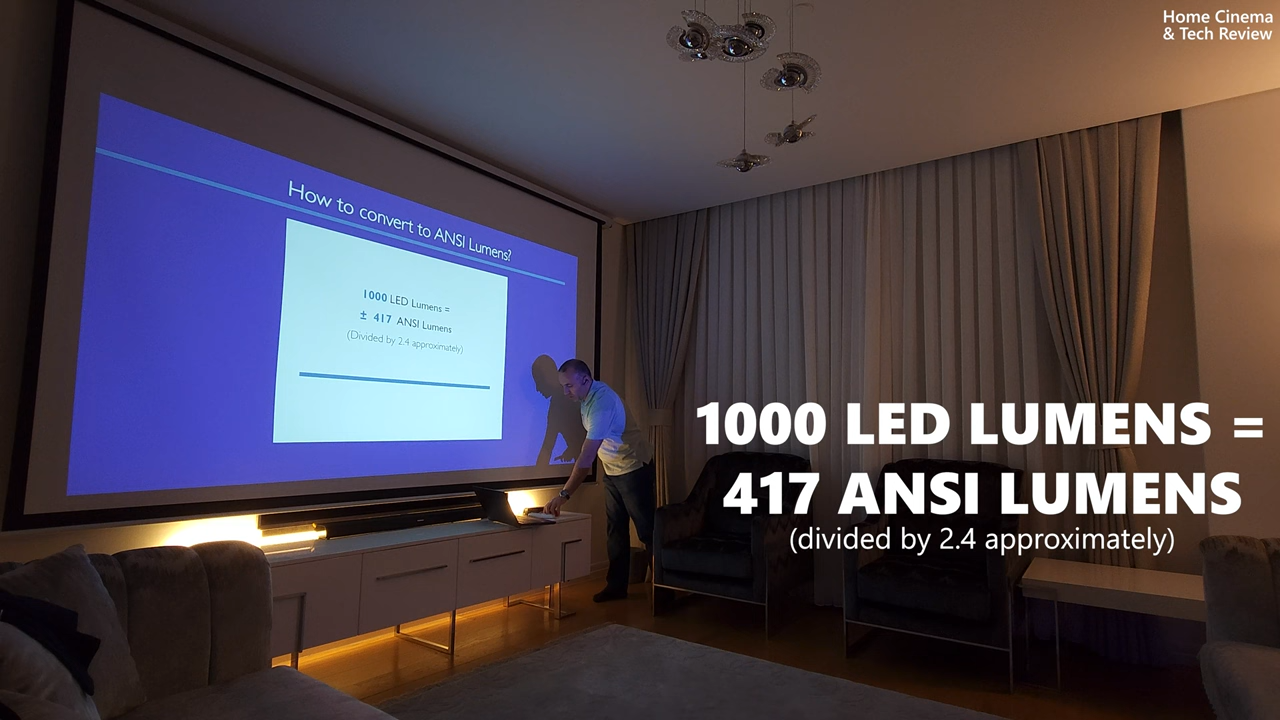 Home Cinema
& Tech Review
How to convert to ANSI Lumens?
1000 LED Lumens =
± 417 ANSI Lumens
(Divided by 2.4 approximately)
1000 LED LUMENS =
417 ANSI LUMENS
(divided by 2.4 approximately)